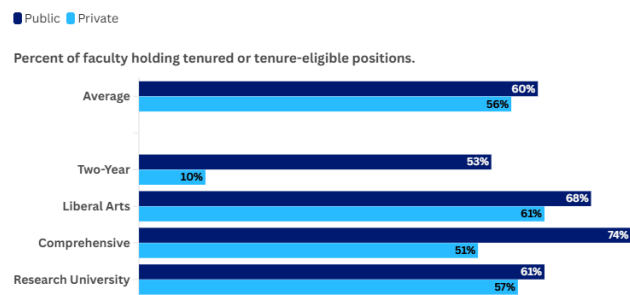 Public Private
Percent of faculty holding tenured or tenure-eligible positions.
Average
60%
56%
Two-Year
53%
10%
Liberal Arts
68%
61%
Comprehensive
74%
51%
Research University
61%
57%